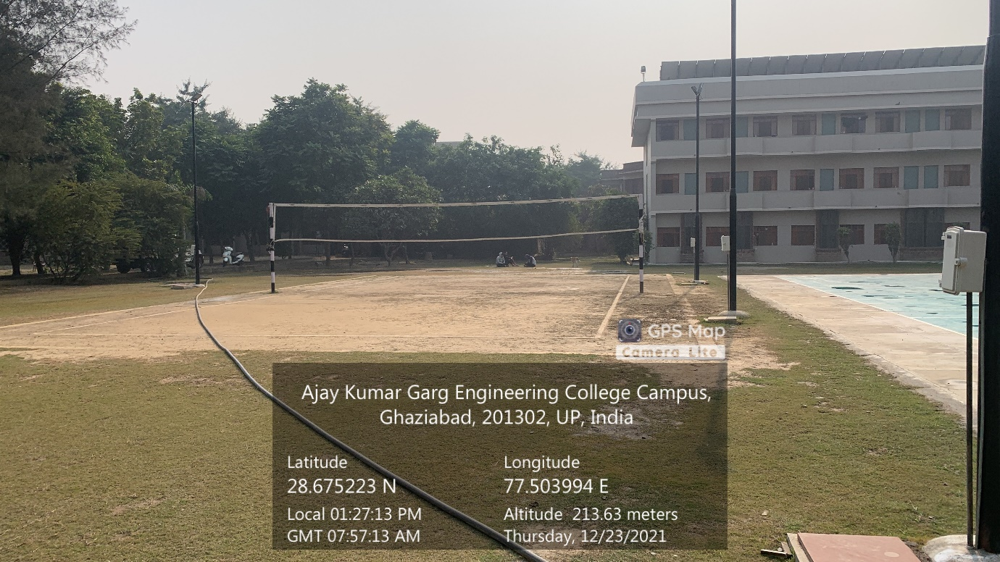 GPS Map
Camera Lite
Ajay Kumar Garg Engineering College Campus,
Ghaziabad, 201302, UP, India
Latitude Longitude
28.675223 N 77.503994 E
Local 01:27:13 PM Altitude 213.63 meters
GMT 07:57:13 AM Thursday, 12/23/2021